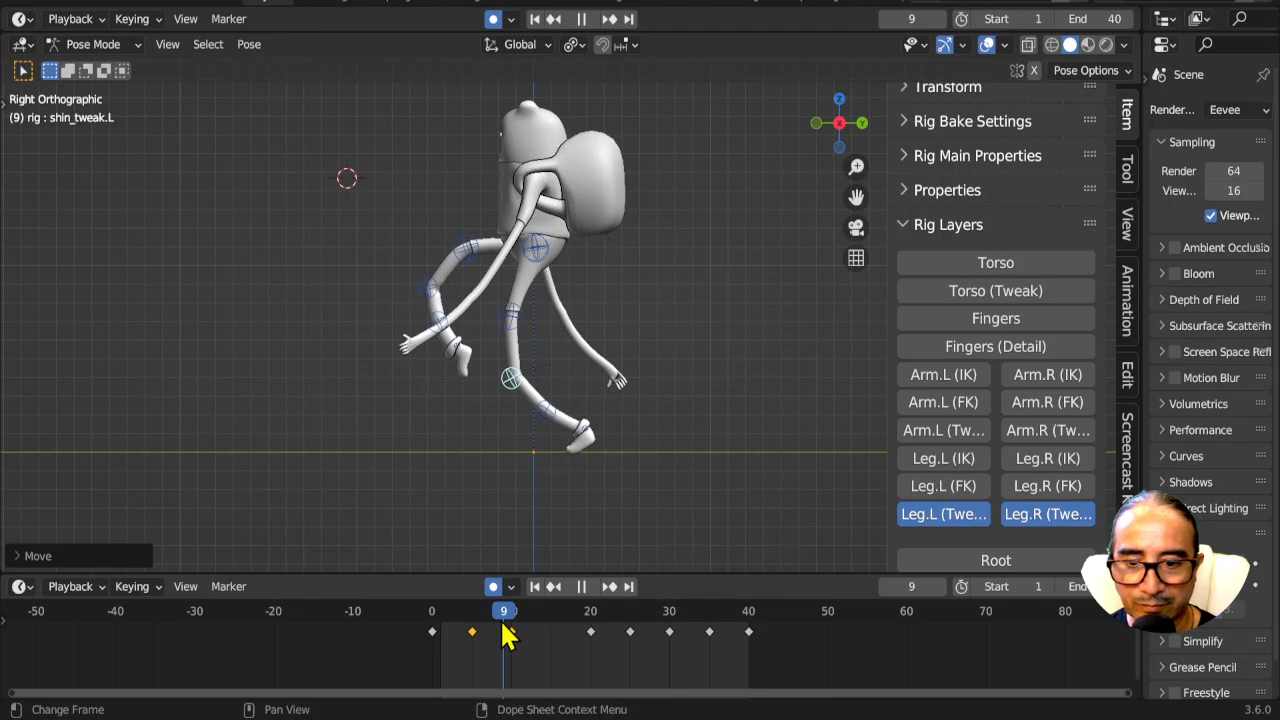 Playback Keying View Marker 9 Start 1 End 40
Pose Mode View Select Pose Global
X Pose Options
Right Orthographic
(9) rig : shin_tweak.L
Z
X
Y
Transform
Rig Bake Settings
Rig Main Properties
Properties
Rig Layers
Torso
Torso (Tweak)
Fingers
Fingers (Detail)
Arm.L (IK) Arm.R (IK)
Arm.L (FK) Arm.R (FK)
Arm.L (Tw... Arm.R (Tw...
Leg.L (IK) Leg.R (IK)
Leg.L (FK) Leg.R (FK)
Leg.L (Twe... Leg.R (Twe...
Root
Item
Tool
View
Animation
Edit
Screencast K
Scene
Render... Eevee
Sampling
Render 64
View... 16
Viewp...
Ambient Occlusio
Bloom
Depth of Field
Subsurface Scatterin
Screen Space Refl
Motion Blur
Volumetrics
Performance
Curves
Shadows
direct Lighting
Simplify
Grease Pencil
Freestyle
Move
Playback Keying View Marker 9 Start 1 End
-50 -40 -30 -20 -10 0 9 20 30 40 50 60 70 80
Change Frame Pan View Dope Sheet Context Menu 3.6.0